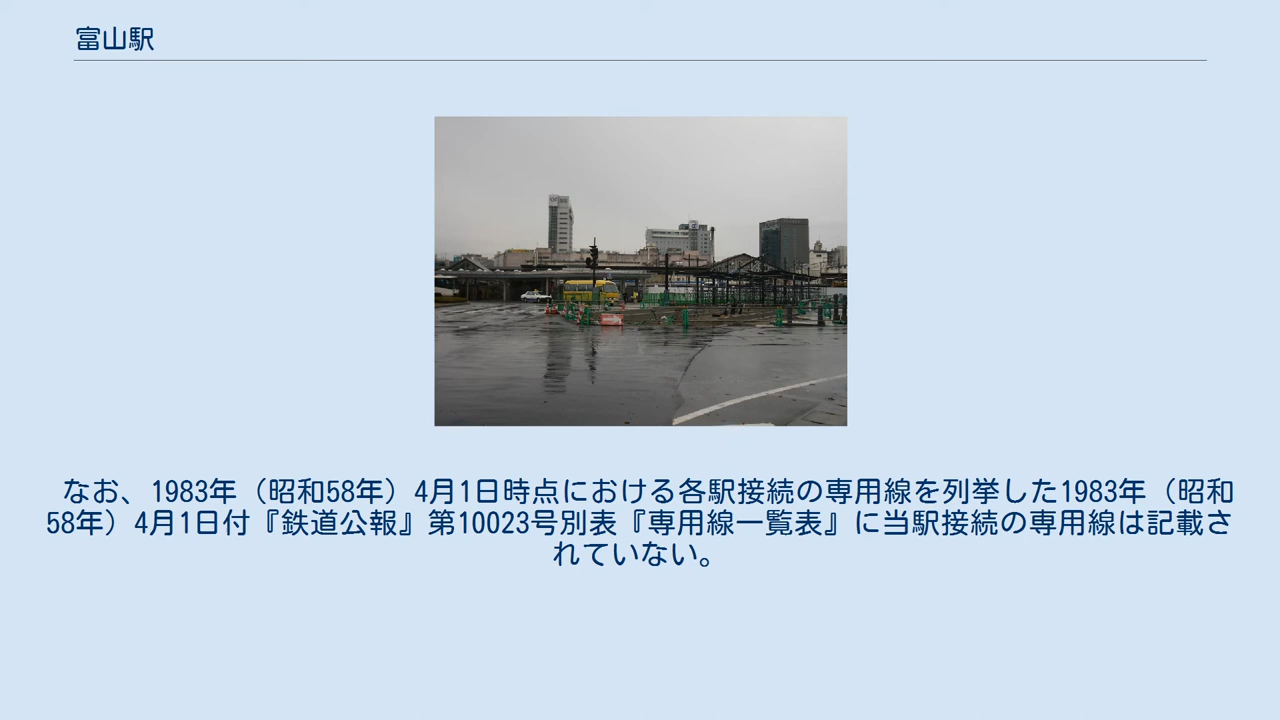 富山駅
なお、1983年（昭和58年）4月1日時点における各駅接続の専用線を列挙した1983年（昭和
58年）4月1日付『鉄道公報』第10023号別表『専用線一覧表』に当駅接続の専用線は記載さ
れていない。